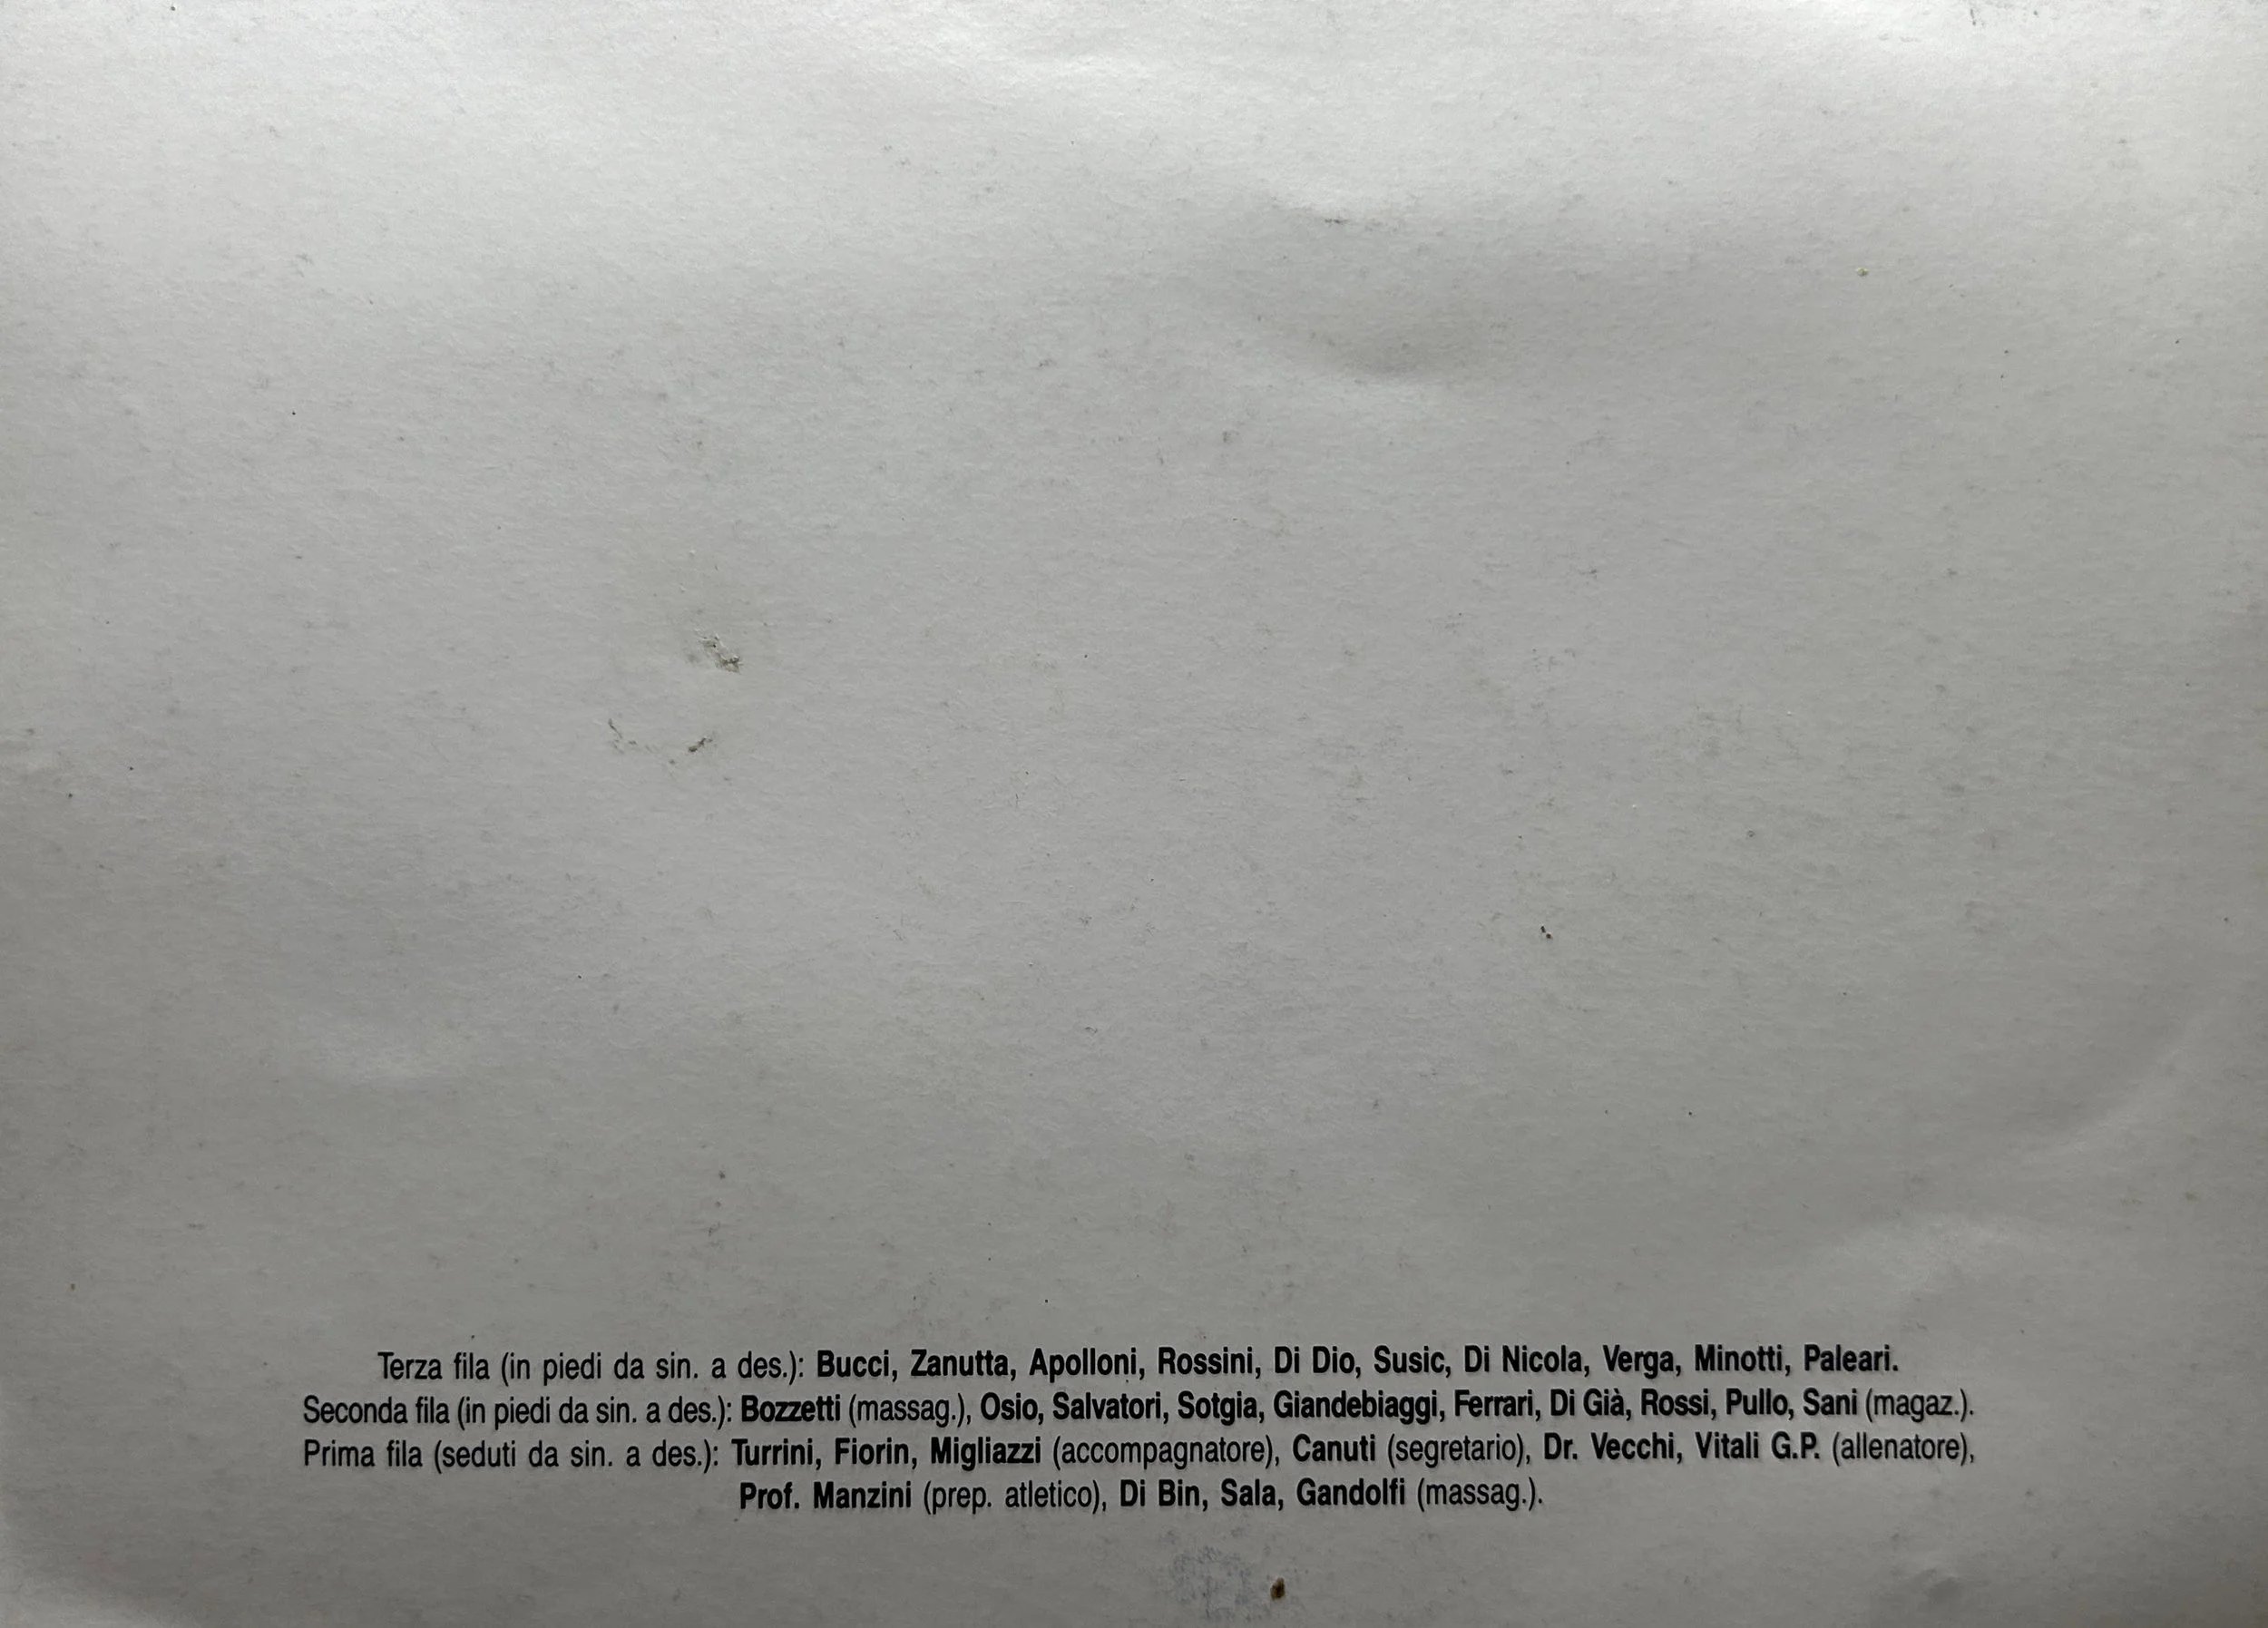 Terza fila (in piedi da sin. a des.): Bucci, Zanutta, Apolloni, Rossini, Di Dio, Susic, Di Nicola, Verga, Minotti, Paleari.
Seconda fila (in piedi da sin. a des.): Bozzetti (massag.), Osio, Salvatori, Sotgia, Giandebiaggi, Ferrari, Di Già, Rossi, Pullo, Sani (magaz.).
Prima fila (seduti da sin. a des.): Turrini, Fiorin, Migliazzi (accompagnatore), Canuti (segretario), Dr. Vecchi, Vitali G.P. (allenatore),
Prof. Manzini (prep. atletico), Di Bin, Sala, Gandolfi (massag.).